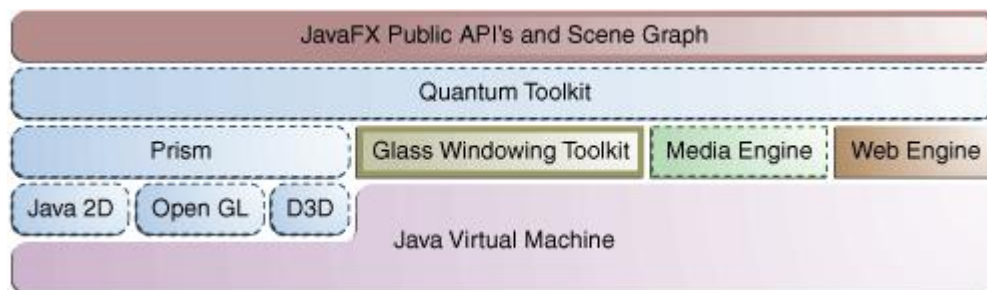 JavaFX Public API's and Scene Graph
Quantum Toolkit
Prism
Glass Windowing Toolkit
Media Engine
Web Engine
Java 2D
Open GL
D3D
Java Virtual Machine